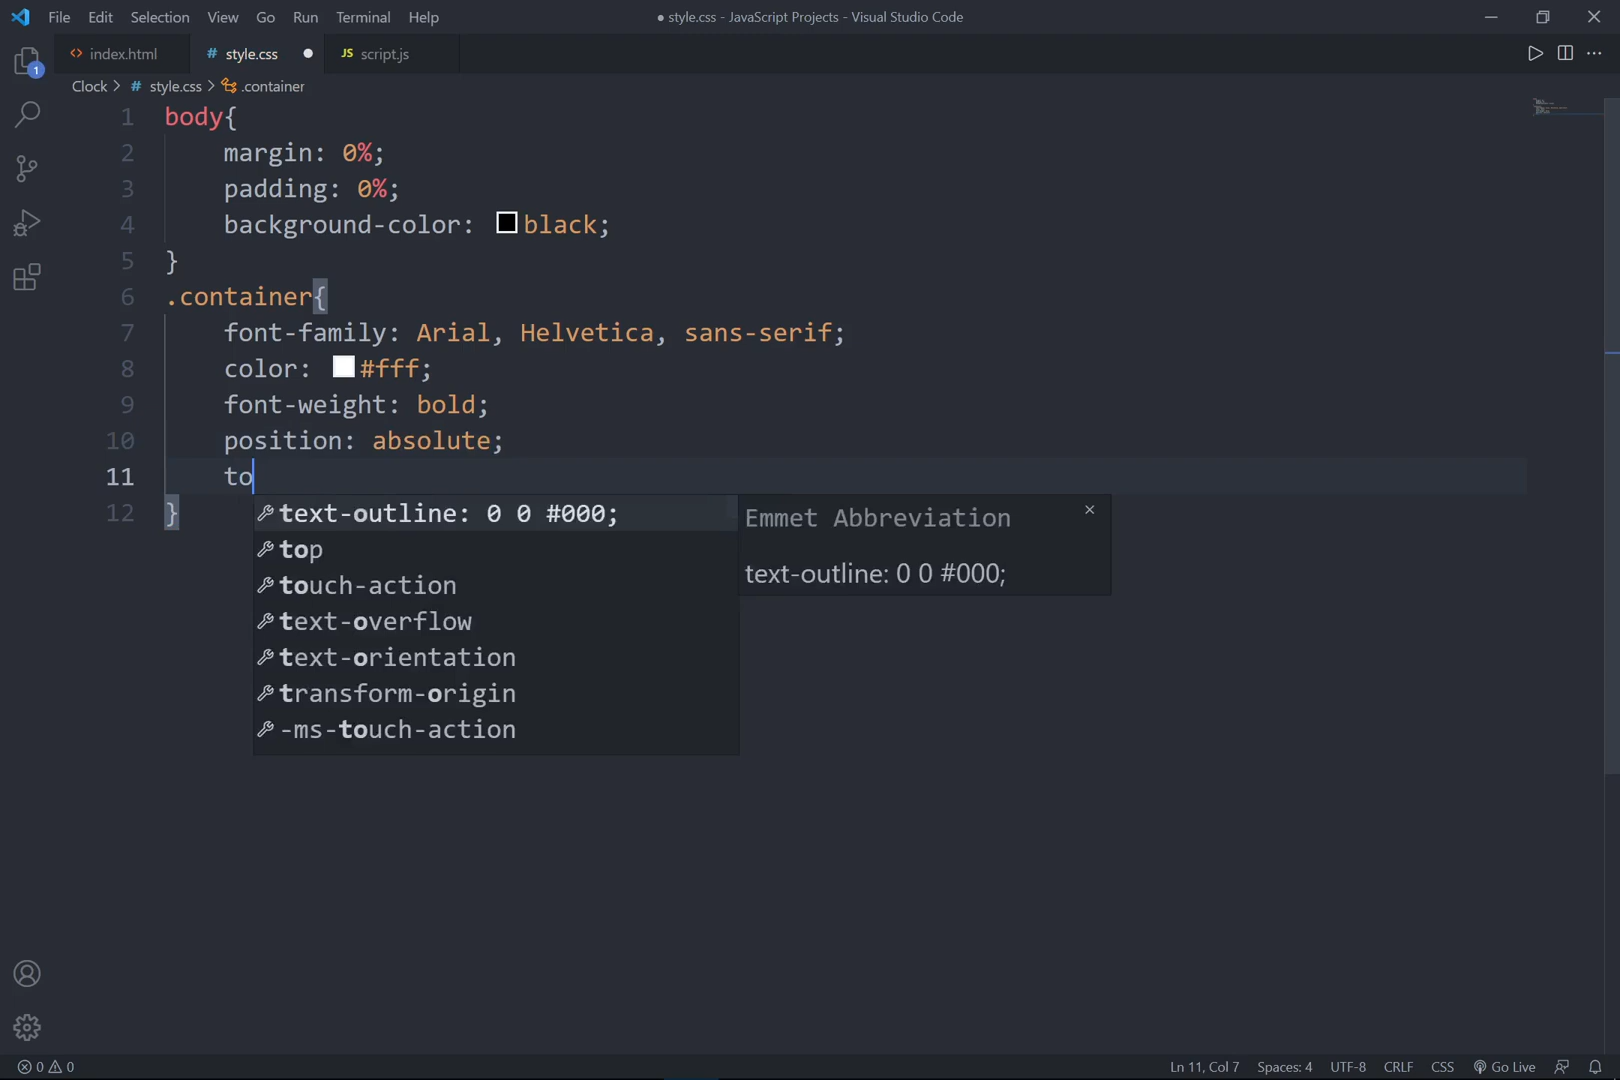 File Edit Selection View Go Run Terminal Help
● style.css - JavaScript Projects - Visual Studio Code
<> index.html
# style.css ●
JS script.js
Clock > # style.css > .container
1 body{
2 margin: 0%;
3 padding: 0%;
4 background-color: black;
5 }
6 .container{
7 font-family: Arial, Helvetica, sans-serif;
8 color: #fff;
9 font-weight: bold;
10 position: absolute;
11 to
12 }
text-outline: 0 0 #000;
top
touch-action
text-overflow
text-orientation
transform-origin
-ms-touch-action
Emmet Abbreviation
text-outline: 0 0 #000;
1
0 0
Ln 11, Col 7 Spaces: 4 UTF-8 CRLF CSS Go Live